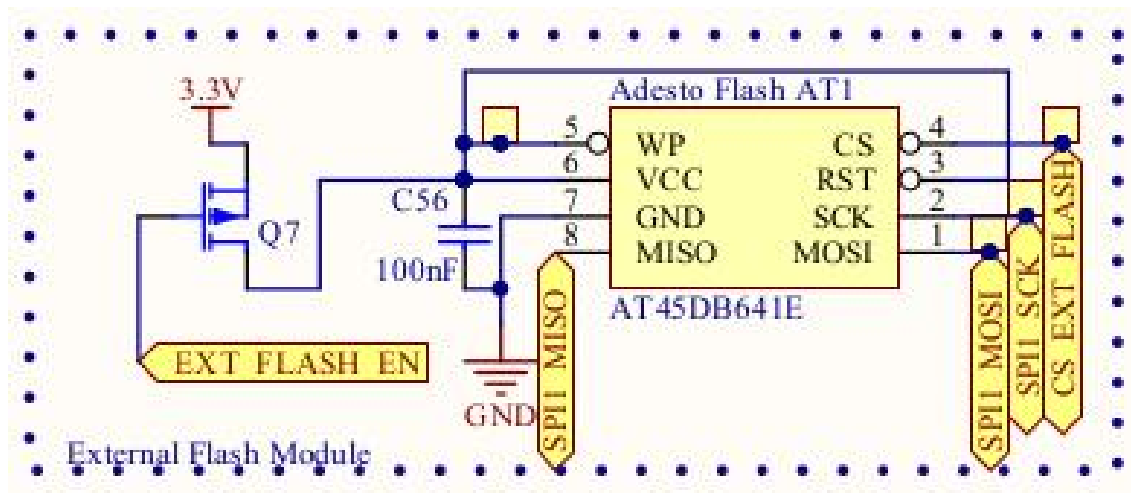 3.3V
Adesto Flash AT1
5 WP CS 4
6 VCC RST 3
C56 7 GND SCK 2
Q7 8 MISO MOSI 1
100nF
AT45DB641E
EXT FLASH EN
GND
SPI1 MISO
SPI1 MOSI
SPI1 SCK
CS EXT FLASH
External Flash Module